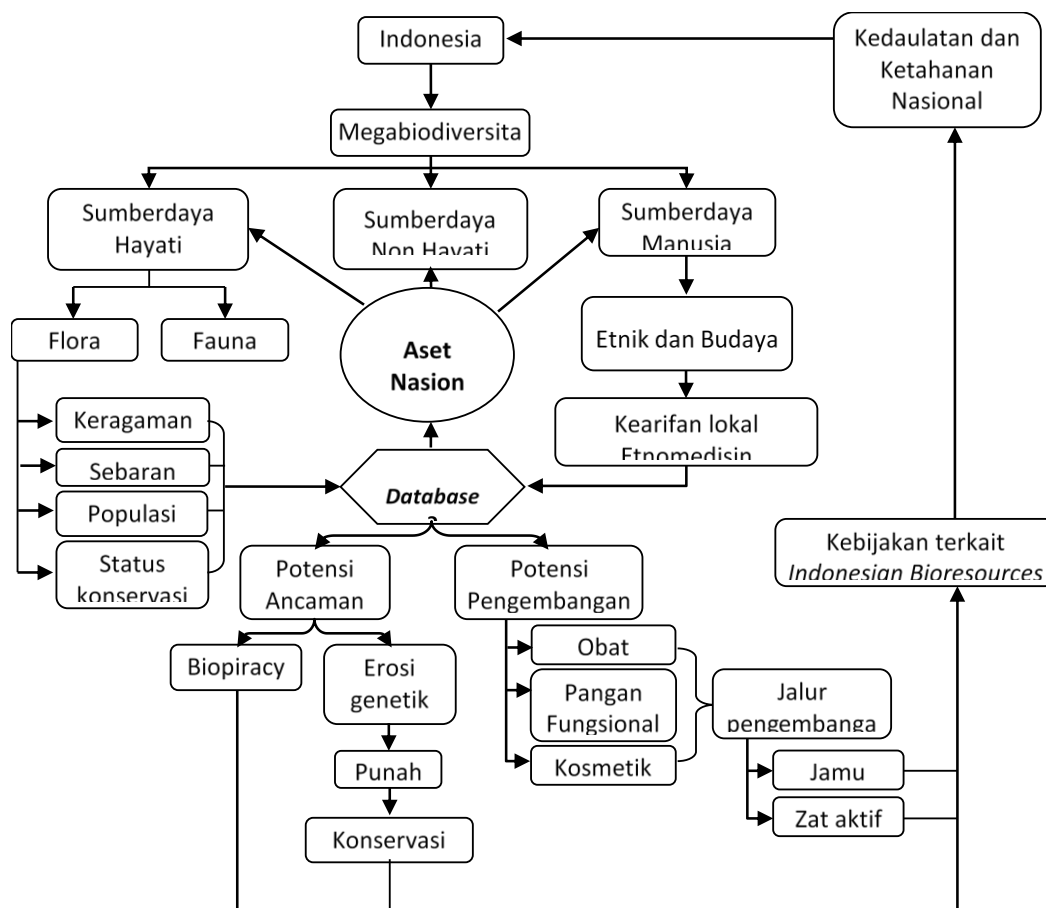 Indonesia
Kedaulatan dan
Ketahanan
Nasional
Megabiodiversita
Sumberdaya
Hayati
Sumberdaya
Non Hayati
Sumberdaya
Manusia
Flora
Fauna
Aset
Nasion
Etnik dan Budaya
Keragaman
Sebaran
Populasi
Status
konservasi
Kearifan lokal
Etnomedisin
Database
?
Kebijakan terkait
Indonesian Bioresources
Potensi
Ancaman
Potensi
Pengembangan
Biopiracy
Erosi
genetik
Punah
Konservasi
Obat
Pangan
Fungsional
Kosmetik
Jalur
pengembanga
Jamu
Zat aktif